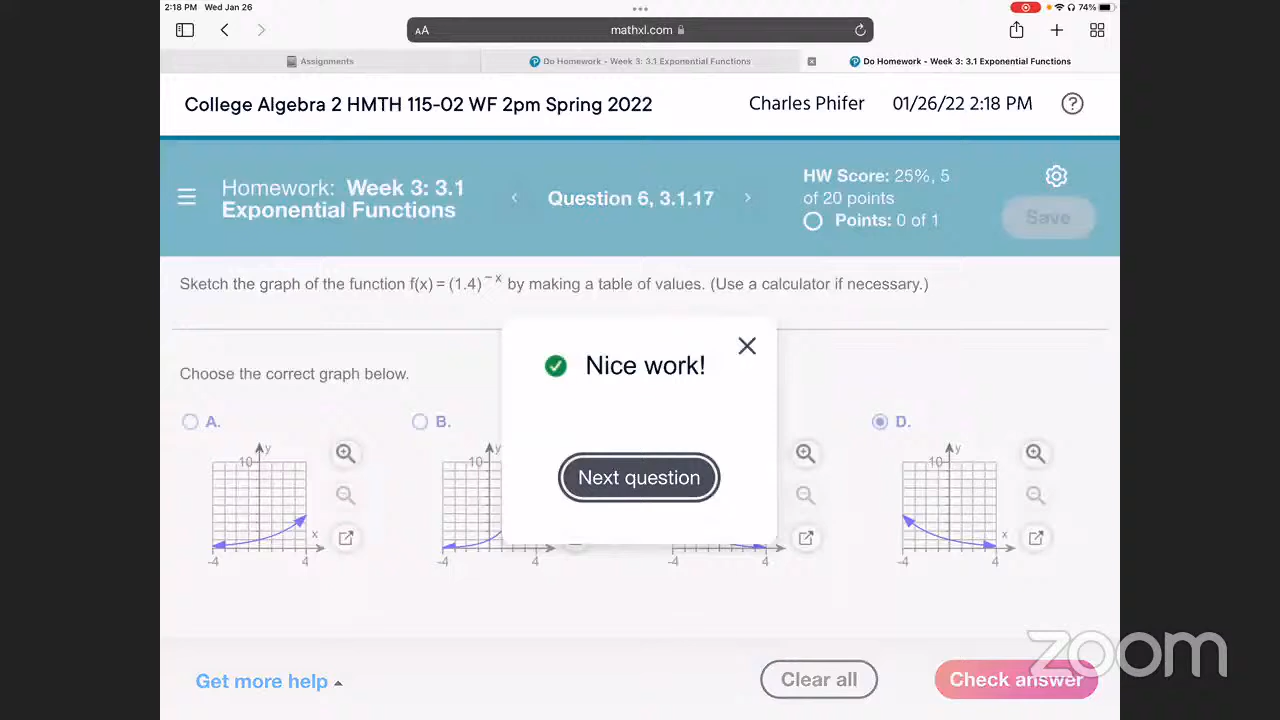 2:18 PM Wed Jan 26
74%
AA
mathxl.com
Assignments
Do Homework - Week 3: 3.1 Exponential Functions
Do Homework - Week 3: 3.1 Exponential Functions
College Algebra 2 HMTH 115-02 WF 2pm Spring 2022
Charles Phifer
01/26/22 2:18 PM
?
Homework: Week 3: 3.1
Exponential Functions
Question 6, 3.1.17
HW Score: 25%, 5
of 20 points
Points: 0 of 1
Save
Sketch the graph of the function f(x) = (1.4)^{-x} by making a table of values. (Use a calculator if necessary.)
Nice work!
Next question
Choose the correct graph below.
A.
B.
D.
10 y
x
-4 4
10 y
-4 4
-4 4
10 y
x
-4 4
Get more help
Clear all
Check answer
zoom